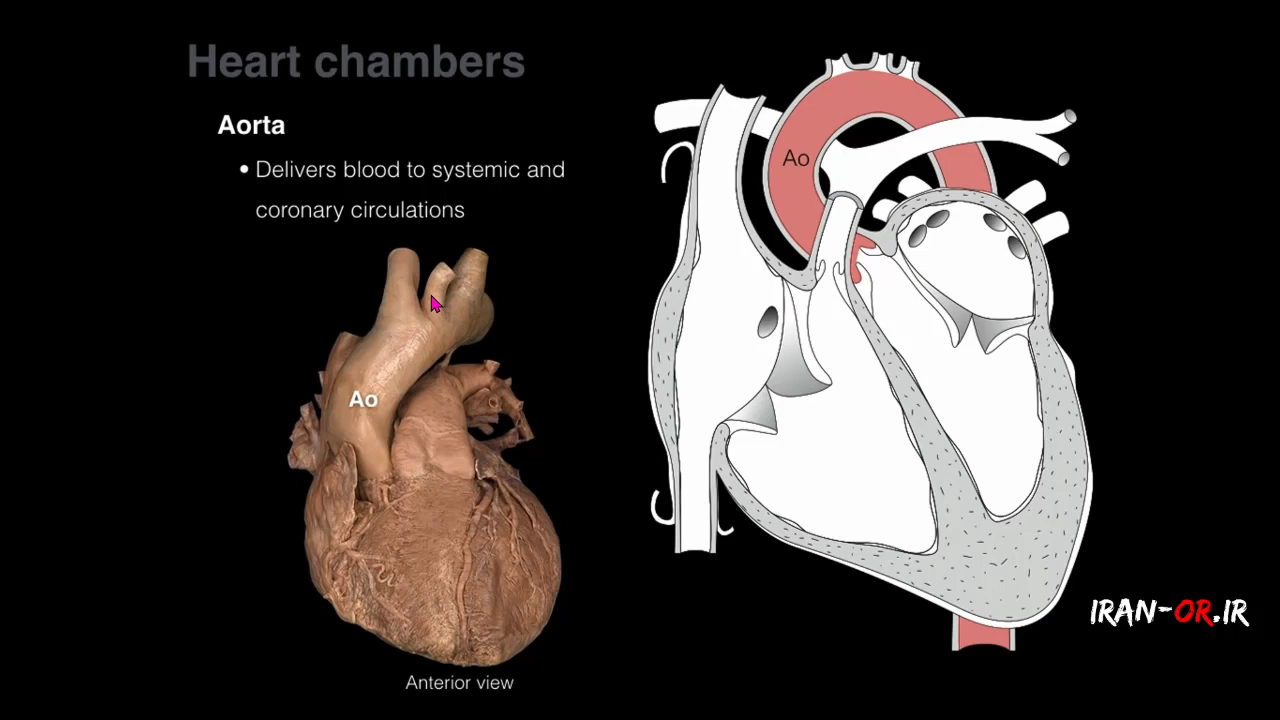 Heart chambers
Aorta
• Delivers blood to systemic and
coronary circulations
Ao
Ao
Anterior view
IRAN-OR.IR